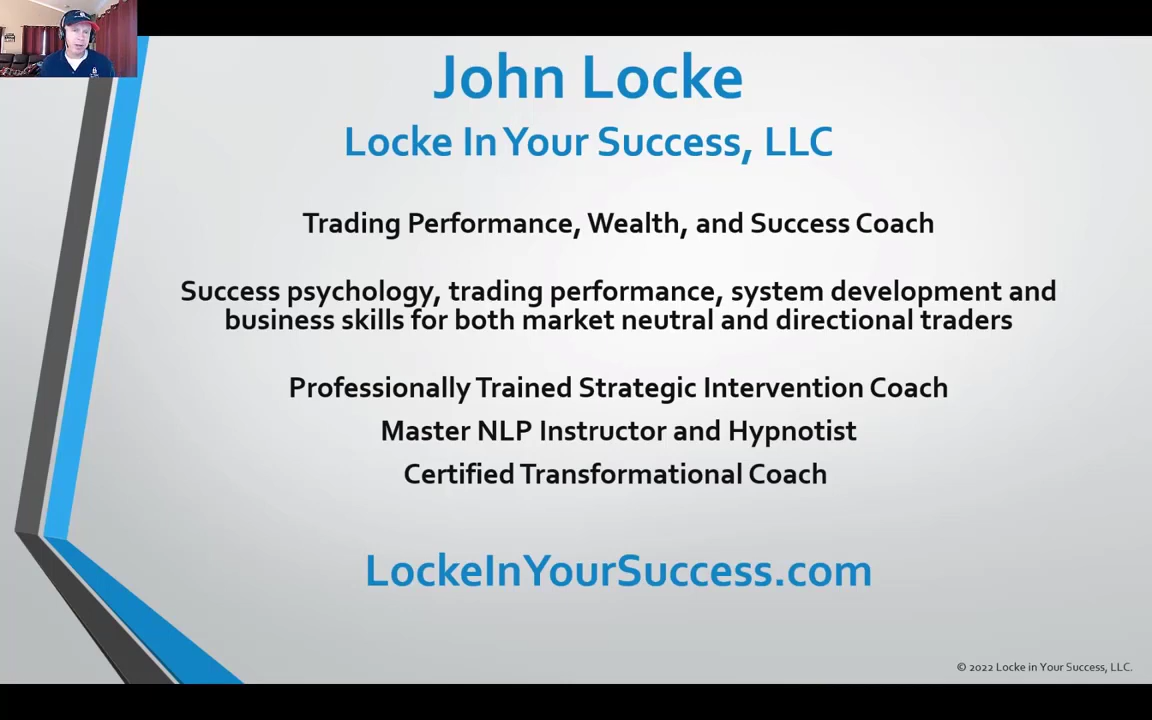 John Locke
Locke In Your Success, LLC
Trading Performance, Wealth, and Success Coach
Success psychology, trading performance, system development and
business skills for both market neutral and directional traders
Professionally Trained Strategic Intervention Coach
Master NLP Instructor and Hypnotist
Certified Transformational Coach
LockeInYourSuccess.com
© 2022 Locke in Your Success, LLC.